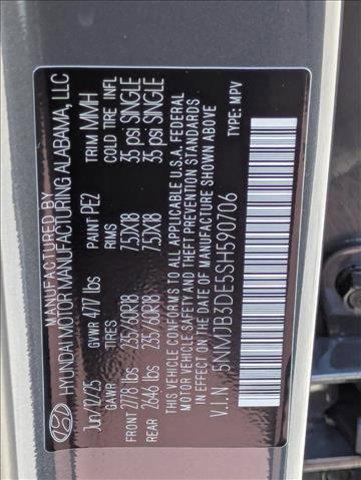 MANUFACTURED BY
HYUNDAI MOTOR MANUFACTURING ALABAMA, LLC
Jun/12/25 GVWR 4717 lbs PAINT PE2 TRIM MMH
GAWR TIRES COLD TIRE INFL
FRONT 2778 lbs 235/60R18 7.5JX18 35 psi SINGLE
REAR 2646 lbs 235/60R18 7.5JX18 35 psi SINGLE
THIS VEHICLE CONFORMS TO ALL APPLICABLE U.S.A. FEDERAL
MOTOR VEHICLE SAFETY AND THEFT PREVENTION STANDARDS IN
EFFECT ON THE DATE OF MANUFACTURE SHOWN ABOVE
V.I.N 5NMJB3DE5SH590706 TYPE: MPV